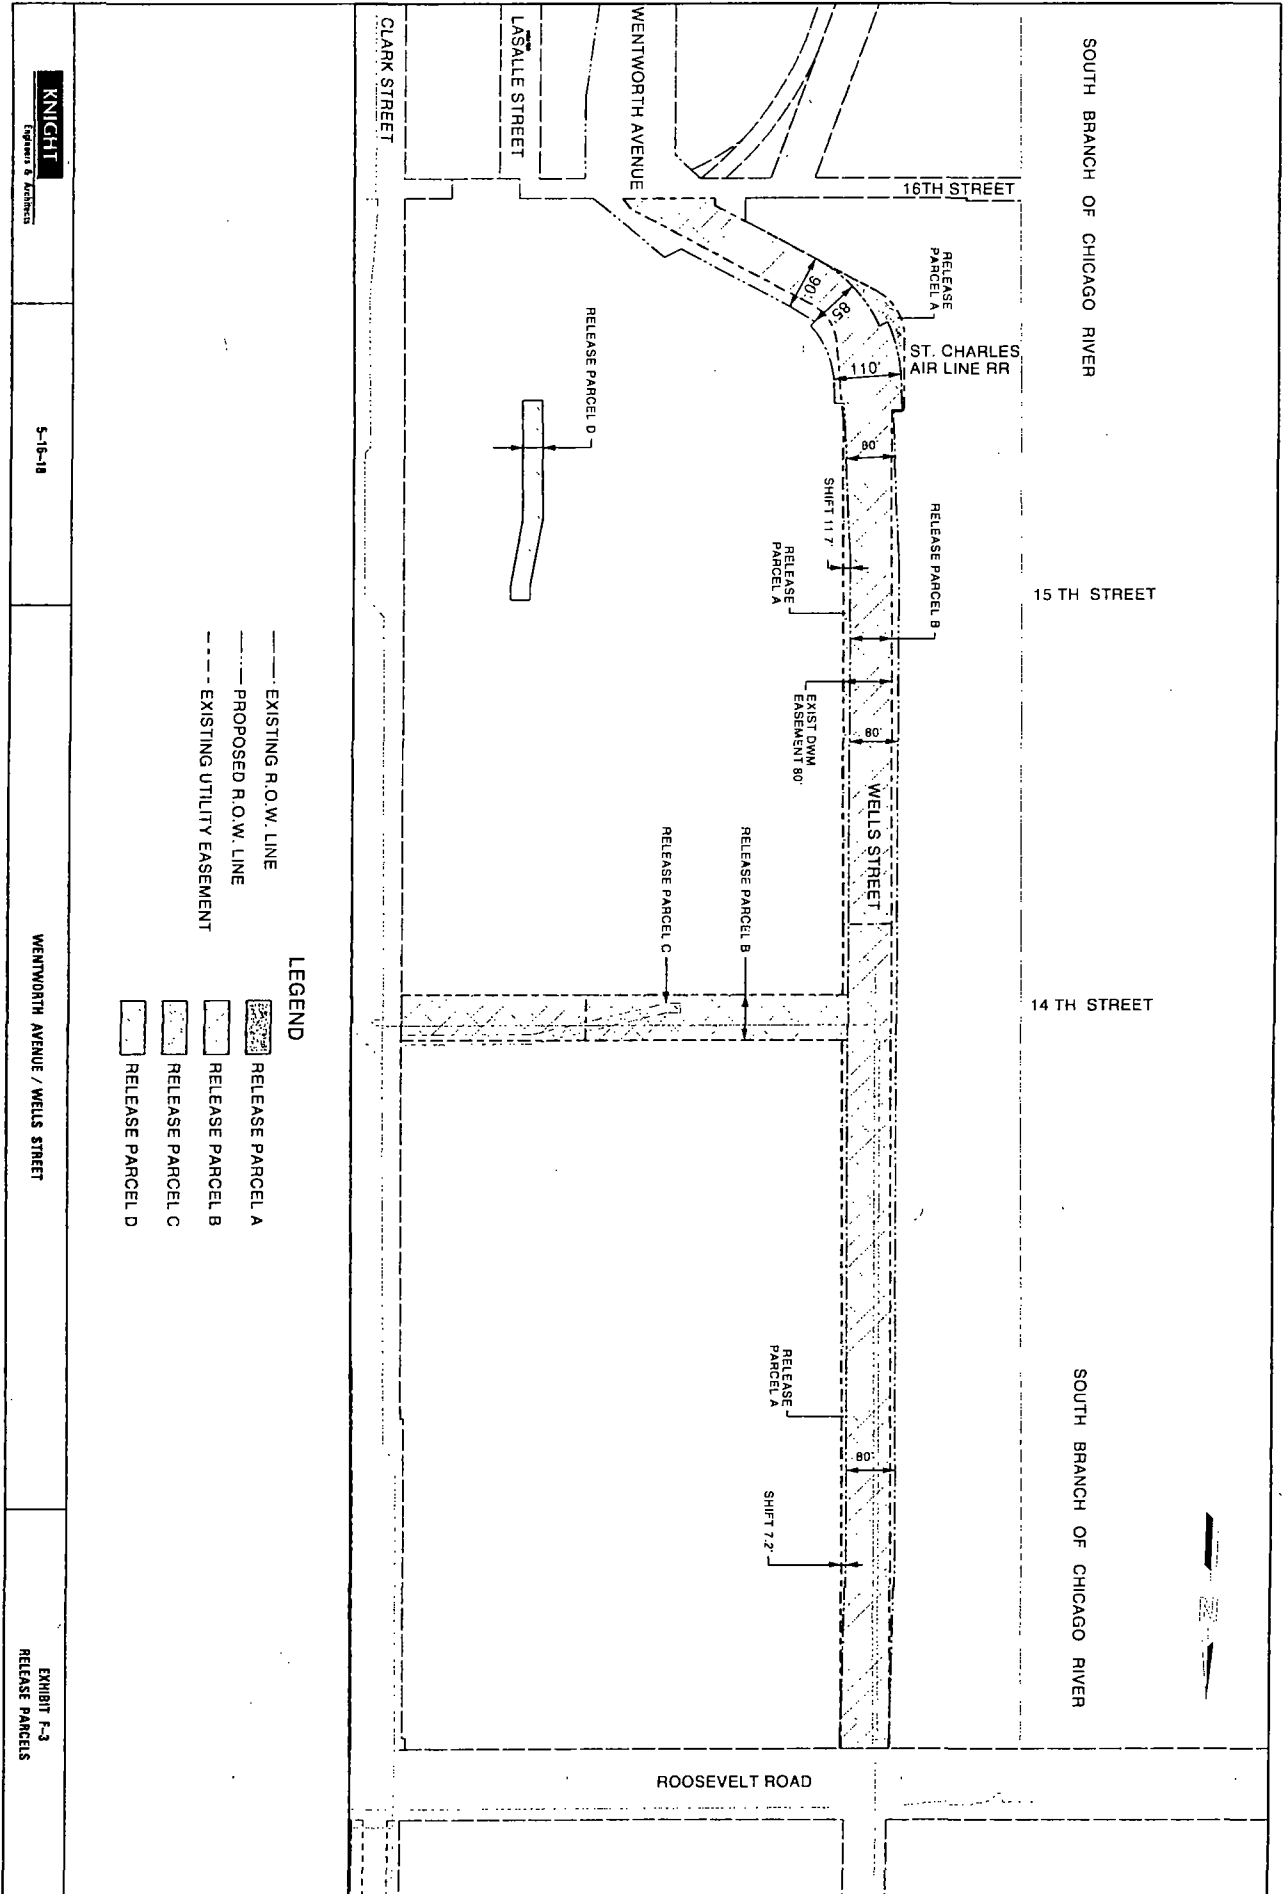 SOUTH BRANCH OF CHICAGO RIVER
SOUTH BRANCH OF CHICAGO RIVER
CLARK STREET
LASALLE STREET
WENTWORTH AVENUE
16TH STREET
RELEASE
PARCEL A
ST. CHARLES
AIR LINE RR
90'
85'
110'
80'
SHIFT 11.7'
RELEASE
PARCEL A
RELEASE PARCEL B
RELEASE PARCEL D
15 TH STREET
EXIST DWM
EASEMENT 80'
80'
WELLS STREET
RELEASE PARCEL C
RELEASE PARCEL B
14 TH STREET
RELEASE
PARCEL A
80'
SHIFT 7.2'
ROOSEVELT ROAD
LEGEND
EXISTING R.O.W. LINE
PROPOSED R.O.W. LINE
EXISTING UTILITY EASEMENT
RELEASE PARCEL A
RELEASE PARCEL B
RELEASE PARCEL C
RELEASE PARCEL D
KNIGHT
Engineers & Architects
5-16-18
WENTWORTH AVENUE / WELLS STREET
EXHIBIT F-3
RELEASE PARCELS